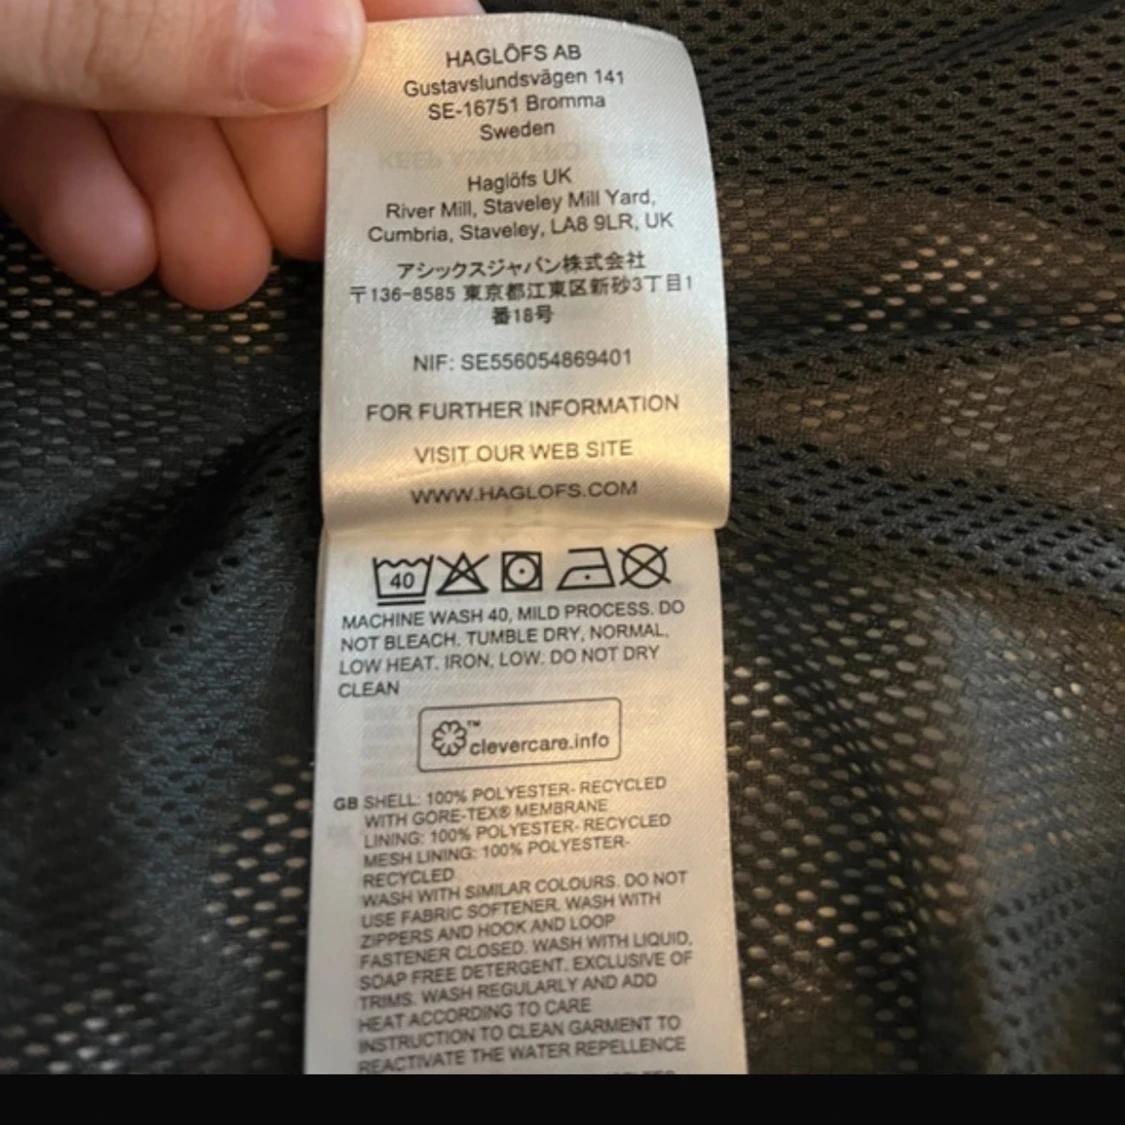 HAGLÖFS AB
Gustavslundsvägen 141
SE-16751 Bromma
Sweden
Haglöfs UK
River Mill, Staveley Mill Yard,
Cumbria, Staveley, LA8 9LR, UK
アシックスジャパン株式会社
〒136-8585 東京都江東区新砂3丁目1
番18号
NIF: SE556054869401
FOR FURTHER INFORMATION
VISIT OUR WEB SITE
WWW.HAGLOFS.COM
40
MACHINE WASH 40, MILD PROCESS. DO
NOT BLEACH. TUMBLE DRY, NORMAL,
LOW HEAT. IRON, LOW. DO NOT DRY
CLEAN
™
clevercare.info
GB SHELL: 100% POLYESTER- RECYCLED
WITH GORE-TEX® MEMBRANE
LINING: 100% POLYESTER- RECYCLED
MESH LINING: 100% POLYESTER-
RECYCLED
WASH WITH SIMILAR COLOURS. DO NOT
USE FABRIC SOFTENER. WASH WITH
ZIPPERS AND HOOK AND LOOP
FASTENER CLOSED. WASH WITH LIQUID,
SOAP FREE DETERGENT. EXCLUSIVE OF
TRIMS. WASH REGULARLY AND ADD
HEAT ACCORDING TO CARE
INSTRUCTION TO CLEAN GARMENT TO
REACTIVATE THE WATER REPELLENCE